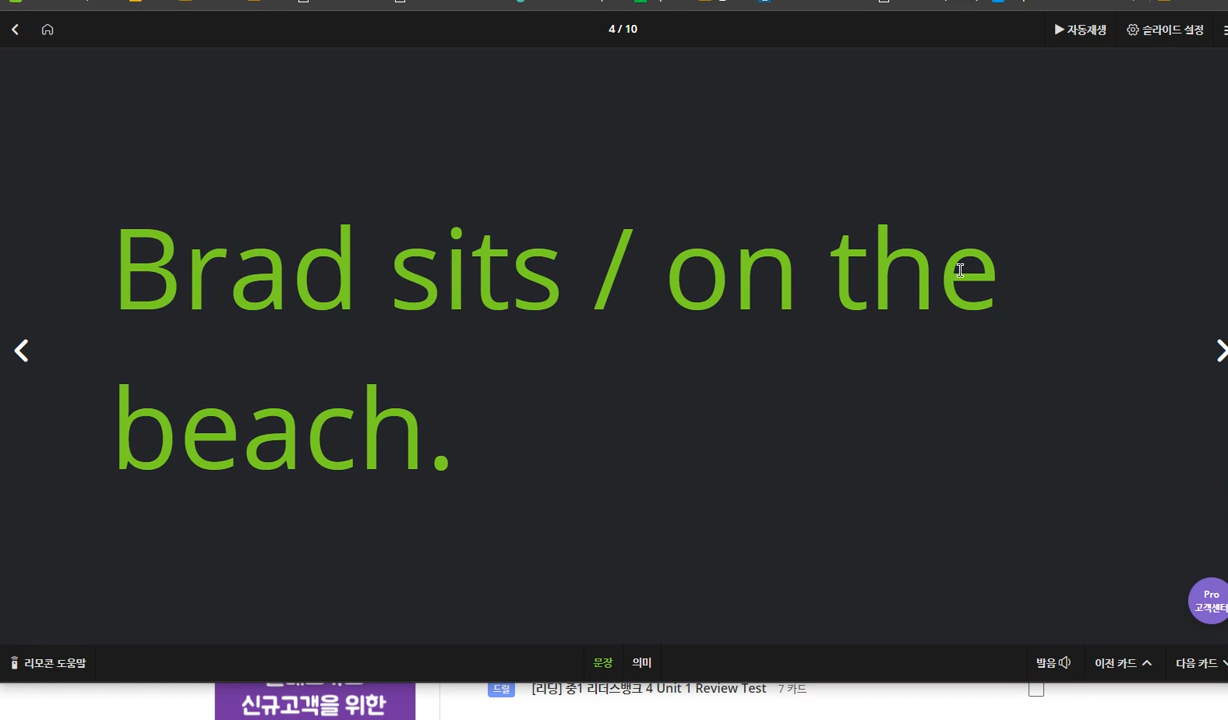 4 / 10
자동재생
슬라이드 설정
Brad sits / on the
beach.
Pro
고객센터
리모콘 도움말
문장
의미
발음
이전 카드
다음 카드
신규고객을 위한
드릴
[리딩] 중1 리더스뱅크 4 Unit 1 Review Test
7 카드